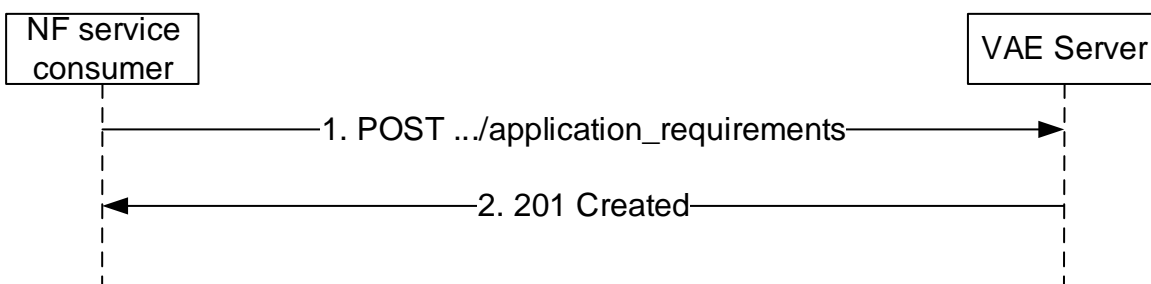 NF service
consumer
VAE Server
1. POST .../application_requirements
2. 201 Created